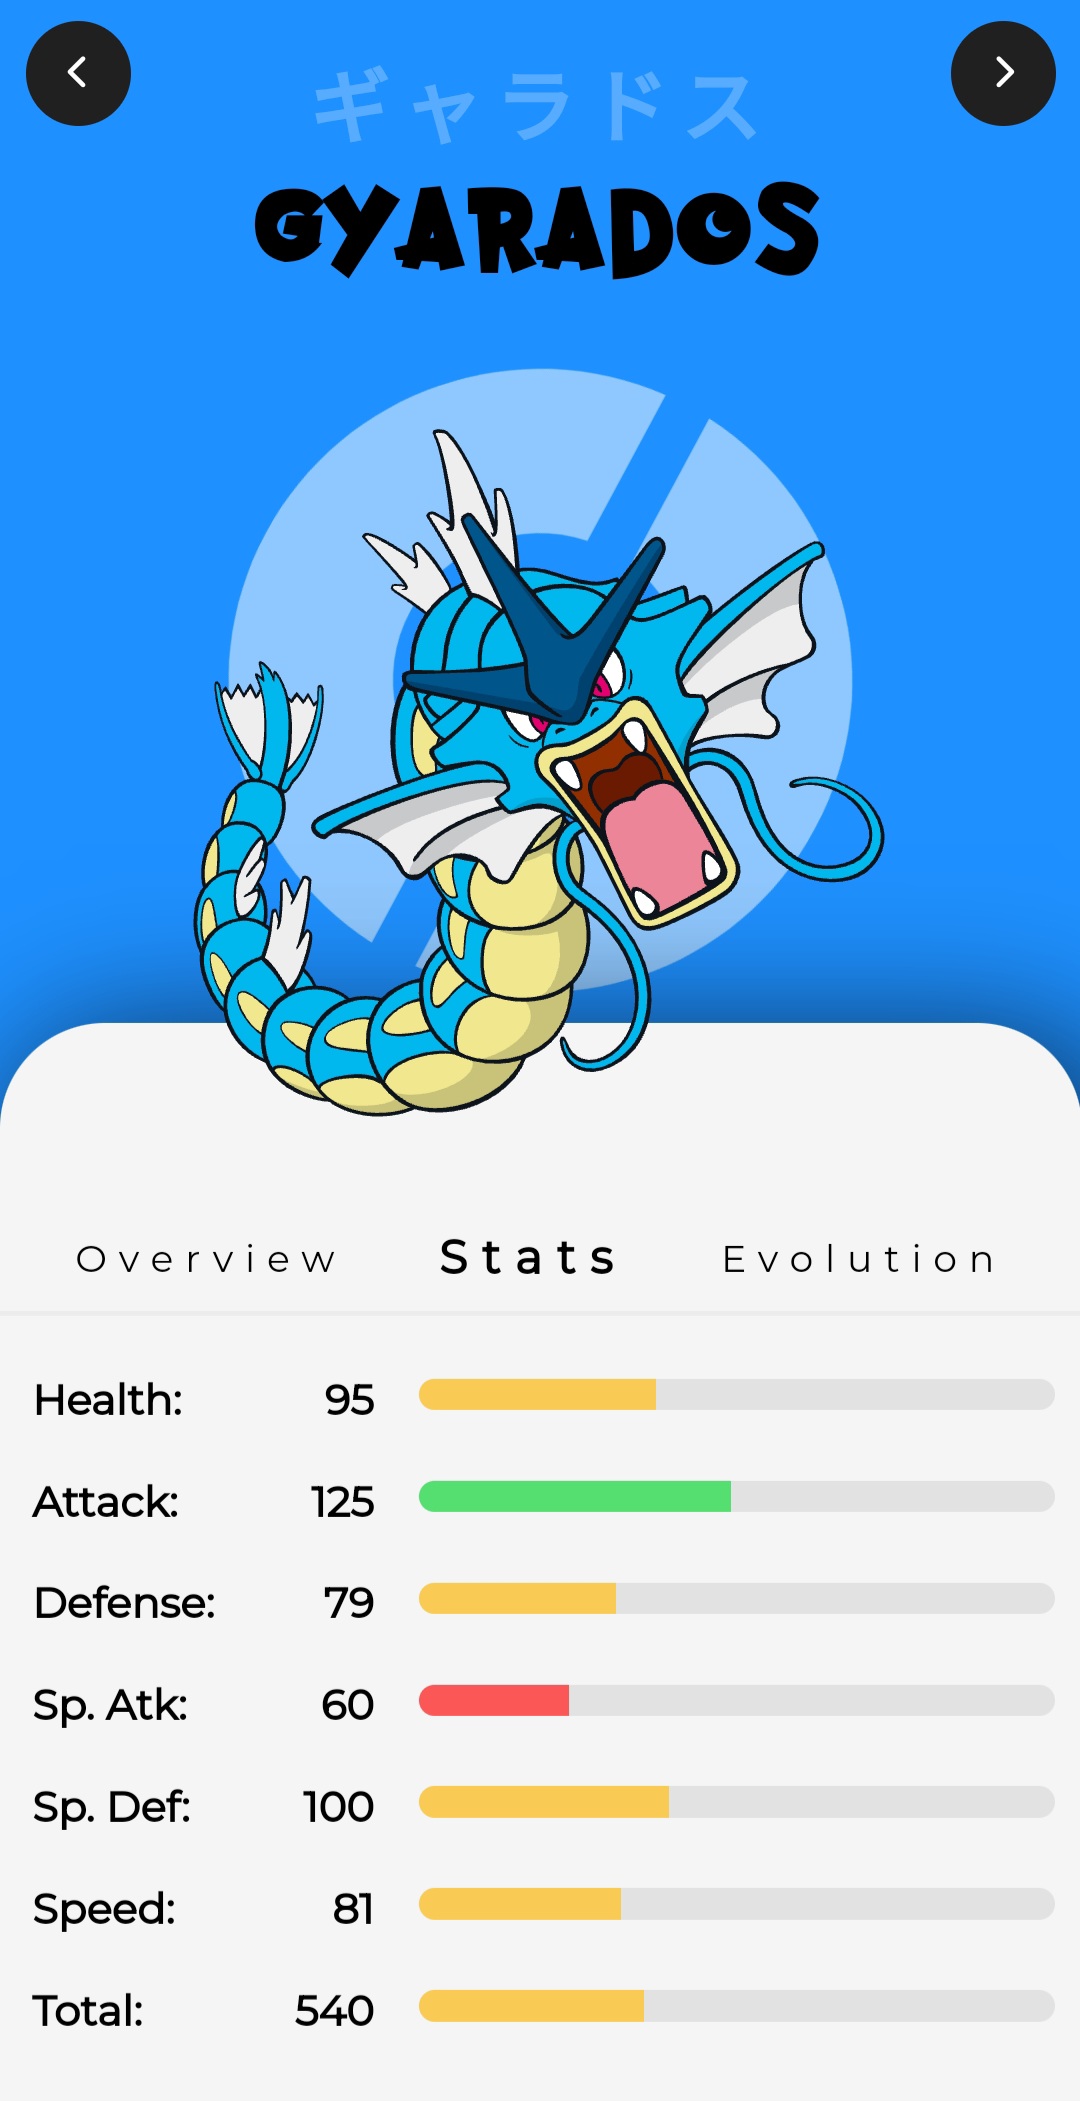 ギャラドス
GYARADOS
Overview Stats Evolution
Health: 95
Attack: 125
Defense: 79
Sp. Atk: 60
Sp. Def: 100
Speed: 81
Total: 540